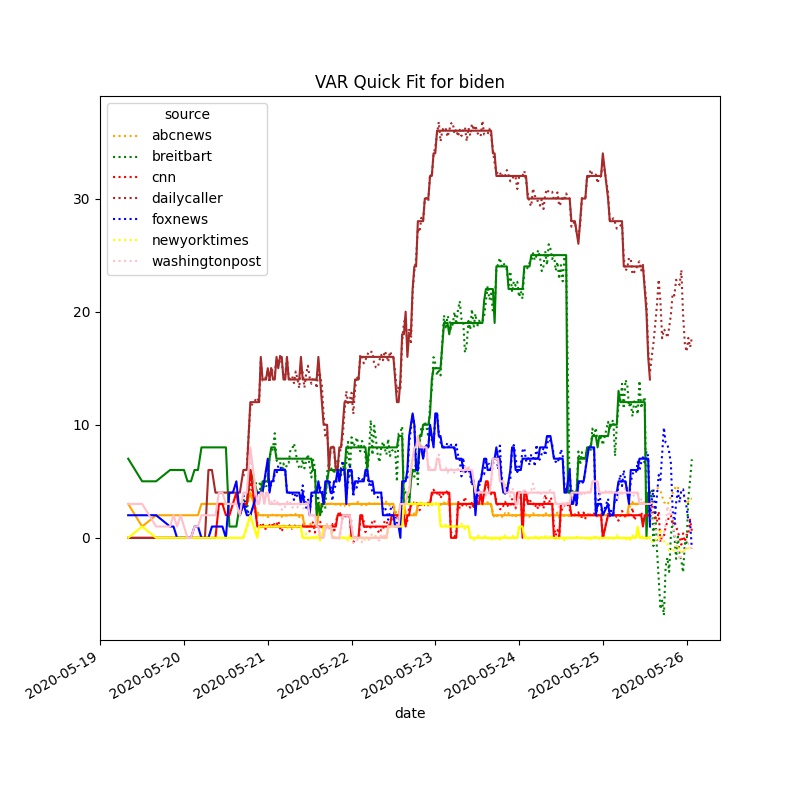 VAR Quick Fit for biden
source
abcnews
breitbart
cnn
dailycaller
foxnews
newyorktimes
washingtonpost
30
20
10
0
2020-05-19
2020-05-20
2020-05-21
2020-05-22
2020-05-23
2020-05-24
2020-05-25
2020-05-26
date